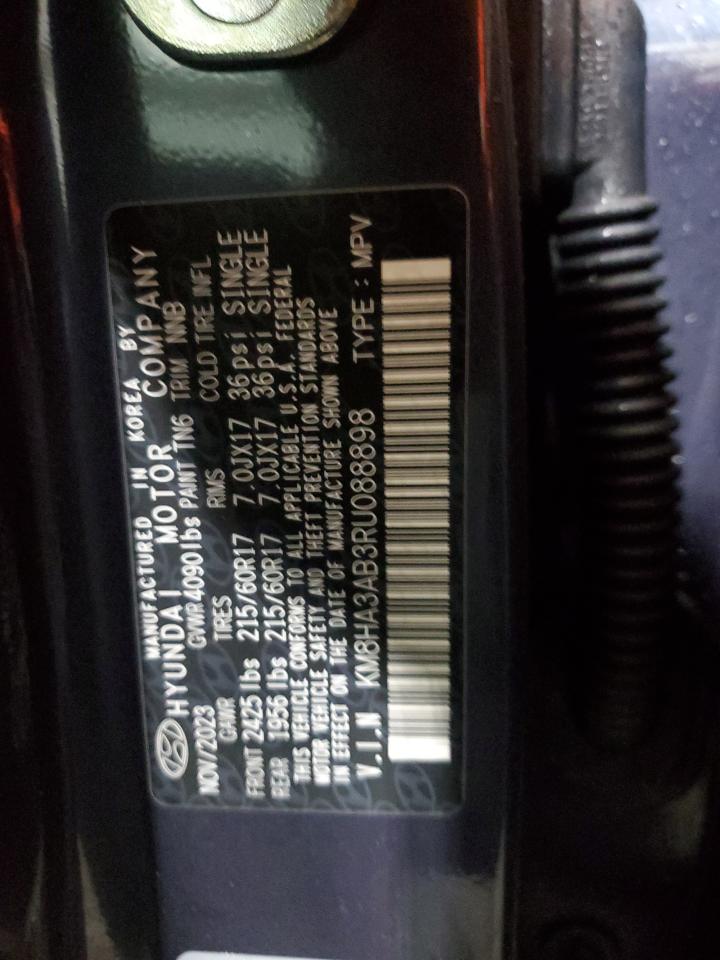 MANUFACTURED IN KOREA BY
HYUNDAI MOTOR COMPANY
NOV/2023 GVWR 4090lbs PAINT TN6 TRIM NNB
GAWR TIRES RIMS COLD TIRE INFL
FRONT 2425 lbs 215/60R17 7.0JX17 36psi SINGLE
REAR 1956 lbs 215/60R17 7.0JX17 36psi SINGLE
THIS VEHICLE CONFORMS TO ALL APPLICABLE U.S.A. FEDERAL
MOTOR VEHICLE SAFETY AND THEFT PREVENTION STANDARDS
IN EFFECT ON THE DATE OF MANUFACTURE SHOWN ABOVE
V.I.N KM8HA3AB3RU088898 TYPE : MPV